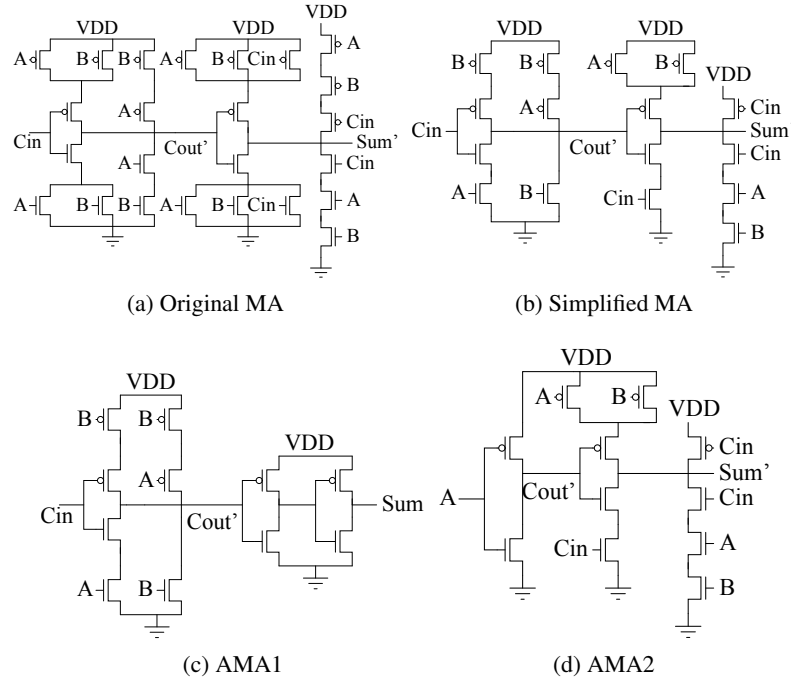 VDD VDD VDD
A B B A B Cin A
B
A Cin
Cin Cout' Sum'
A Cin
A B B A B Cin A
B
(a) Original MA
VDD
B B A B VDD
A Cin
Cin Cout' Sum
Cin
A B Cin A
B
(b) Simplified MA
VDD
B B VDD
A
Cin Cout' Sum
A B
(c) AMA1
VDD
A B VDD
Cin
A Cout' Sum'
Cin
Cin A
B
(d) AMA2